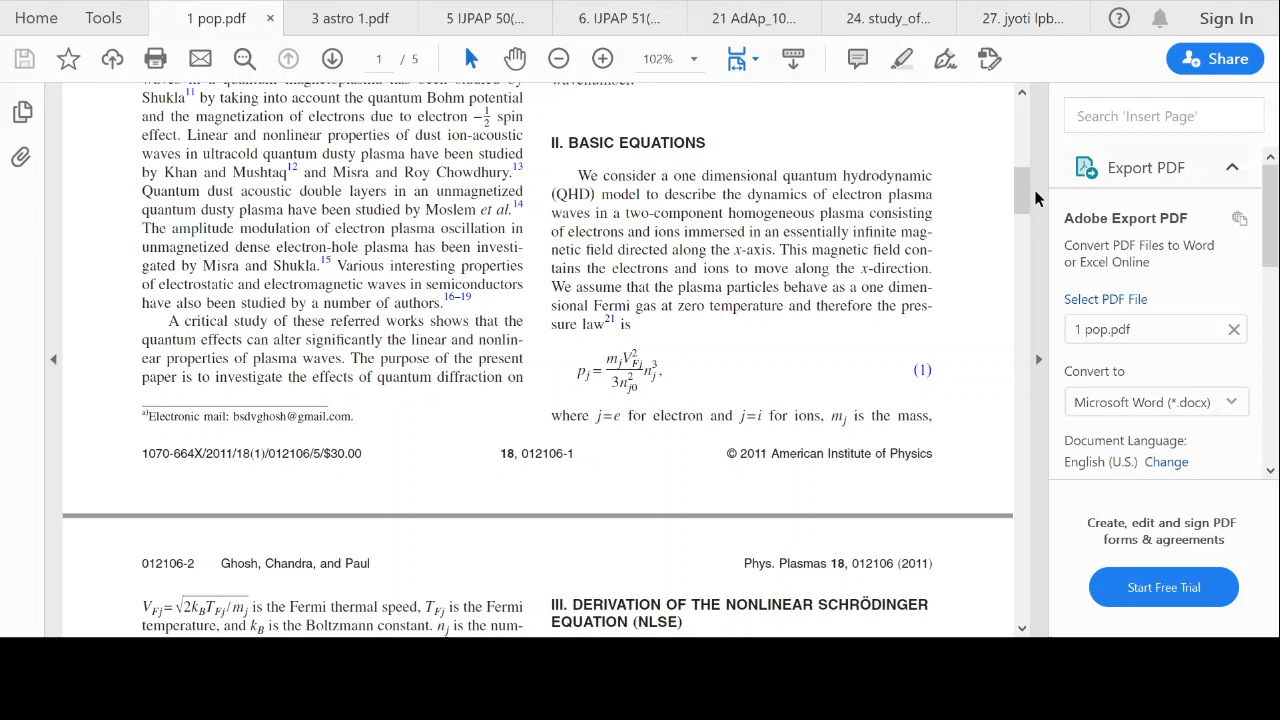 Home Tools 1 pop.pdf × 3 astro 1.pdf 5 IJPAP 50(... 6. IJPAP 51(... 21 AdAp_10... 24. study_of... 27. jyoti Ipb... Sign In
1 / 5 102% Share
Shukla11 by taking into account the quantum Bohm potential
and the magnetization of electrons due to electron −1/2 spin
effect. Linear and nonlinear properties of dust ion-acoustic
waves in ultracold quantum dusty plasma have been studied
by Khan and Mushtaq12 and Misra and Roy Chowdhury.13
Quantum dust acoustic double layers in an unmagnetized
quantum dusty plasma have been studied by Moslem et al.14
The amplitude modulation of electron plasma oscillation in
unmagnetized dense electron-hole plasma has been investi-
gated by Misra and Shukla.15 Various interesting properties
of electrostatic and electromagnetic waves in semiconductors
have also been studied by a number of authors.16–19
A critical study of these referred works shows that the
quantum effects can alter significantly the linear and nonlin-
ear properties of plasma waves. The purpose of the present
paper is to investigate the effects of quantum diffraction on
a)Electronic mail: bsdvghosh@gmail.com.
II. BASIC EQUATIONS
We consider a one dimensional quantum hydrodynamic
(QHD) model to describe the dynamics of electron plasma
waves in a two-component homogeneous plasma consisting
of electrons and ions immersed in an essentially infinite mag-
netic field directed along the x-axis. This magnetic field con-
tains the electrons and ions to move along the x-direction.
We assume that the plasma particles behave as a one dimen-
sional Fermi gas at zero temperature and therefore the pres-
sure law21 is
p_j = m_j V_Fj^2 / 3n_j0^2 n_j^3, (1)
where j=e for electron and j=i for ions, m_j is the mass,
1070-664X/2011/18(1)/012106/5/$30.00 18, 012106-1 © 2011 American Institute of Physics
012106-2 Ghosh, Chandra, and Paul Phys. Plasmas 18, 012106 (2011)
V_Fj=√2k_BT_Fj/m_j is the Fermi thermal speed, T_Fj is the Fermi
temperature, and k_B is the Boltzmann constant. n_j is the num-
III. DERIVATION OF THE NONLINEAR SCHRÖDINGER
EQUATION (NLSE)
Search 'Insert Page'
Export PDF
Adobe Export PDF
Convert PDF Files to Word
or Excel Online
Select PDF File
1 pop.pdf
Convert to
Microsoft Word (*.docx)
Document Language:
English (U.S.) Change
Create, edit and sign PDF
forms & agreements
Start Free Trial